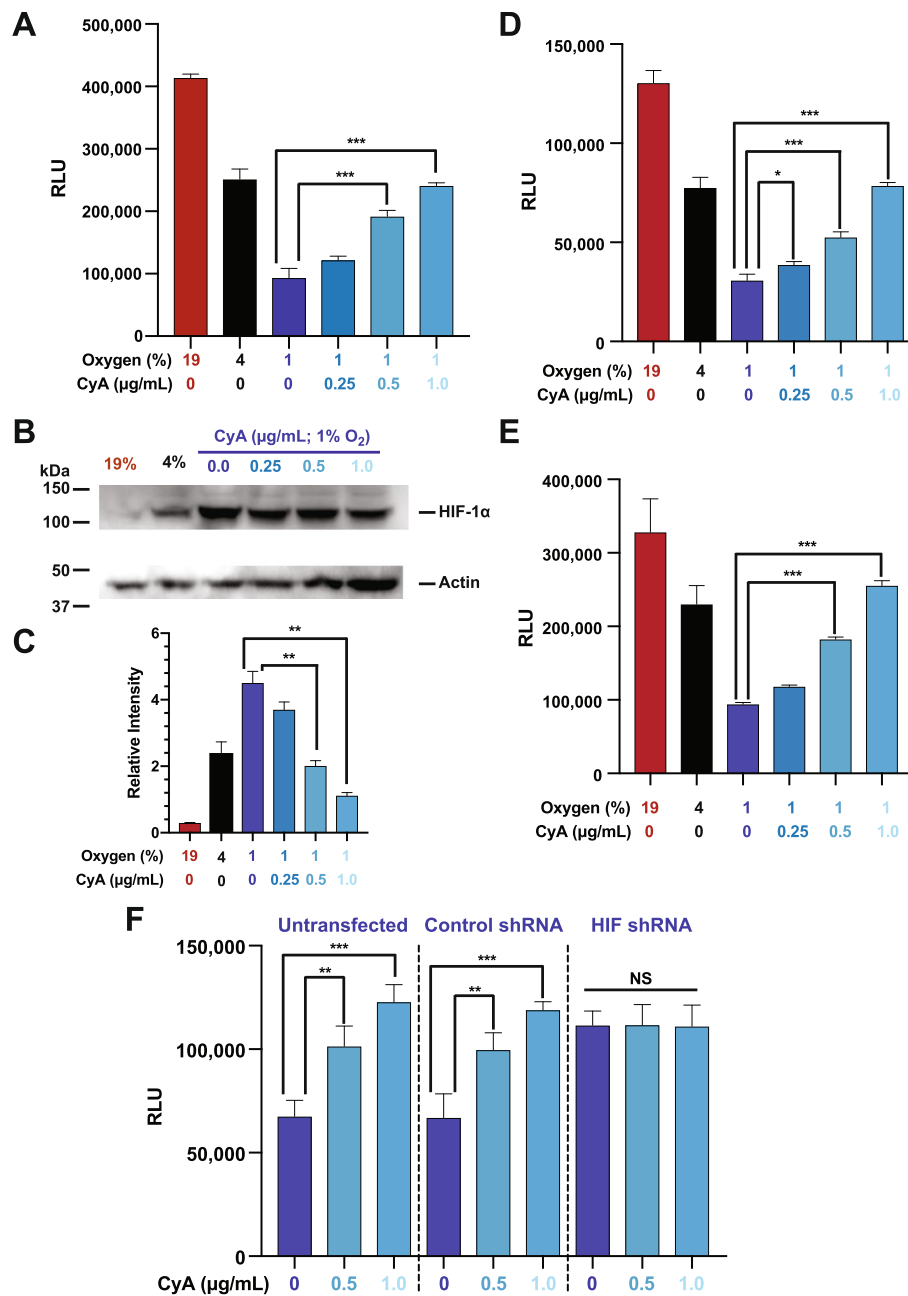 A
500,000
400,000
300,000
200,000
100,000
0
RLU
***
***
Oxygen (%) 19 4 1 1 1 1
CyA (µg/mL) 0 0 0 0.25 0.5 1.0
D
150,000
100,000
50,000
0
RLU
***
***
*
Oxygen (%) 19 4 1 1 1 1
CyA (µg/mL) 0 0 0 0.25 0.5 1.0
B
CyA (µg/mL; 1% O₂)
kDa 19% 4% 0.0 0.25 0.5 1.0
150
100
HIF-1α
50
37
Actin
C
6
4
2
0
Relative Intensity
**
**
Oxygen (%) 19 4 1 1 1 1
CyA (µg/mL) 0 0 0 0.25 0.5 1.0
E
400,000
300,000
200,000
100,000
0
RLU
***
***
Oxygen (%) 19 4 1 1 1 1
CyA (µg/mL) 0 0 0 0.25 0.5 1.0
F
Untransfected Control shRNA HIF shRNA
150,000
100,000
50,000
0
RLU
***
**
***
**
NS
CyA (µg/mL) 0 0.5 1.0 0 0.5 1.0 0 0.5 1.0